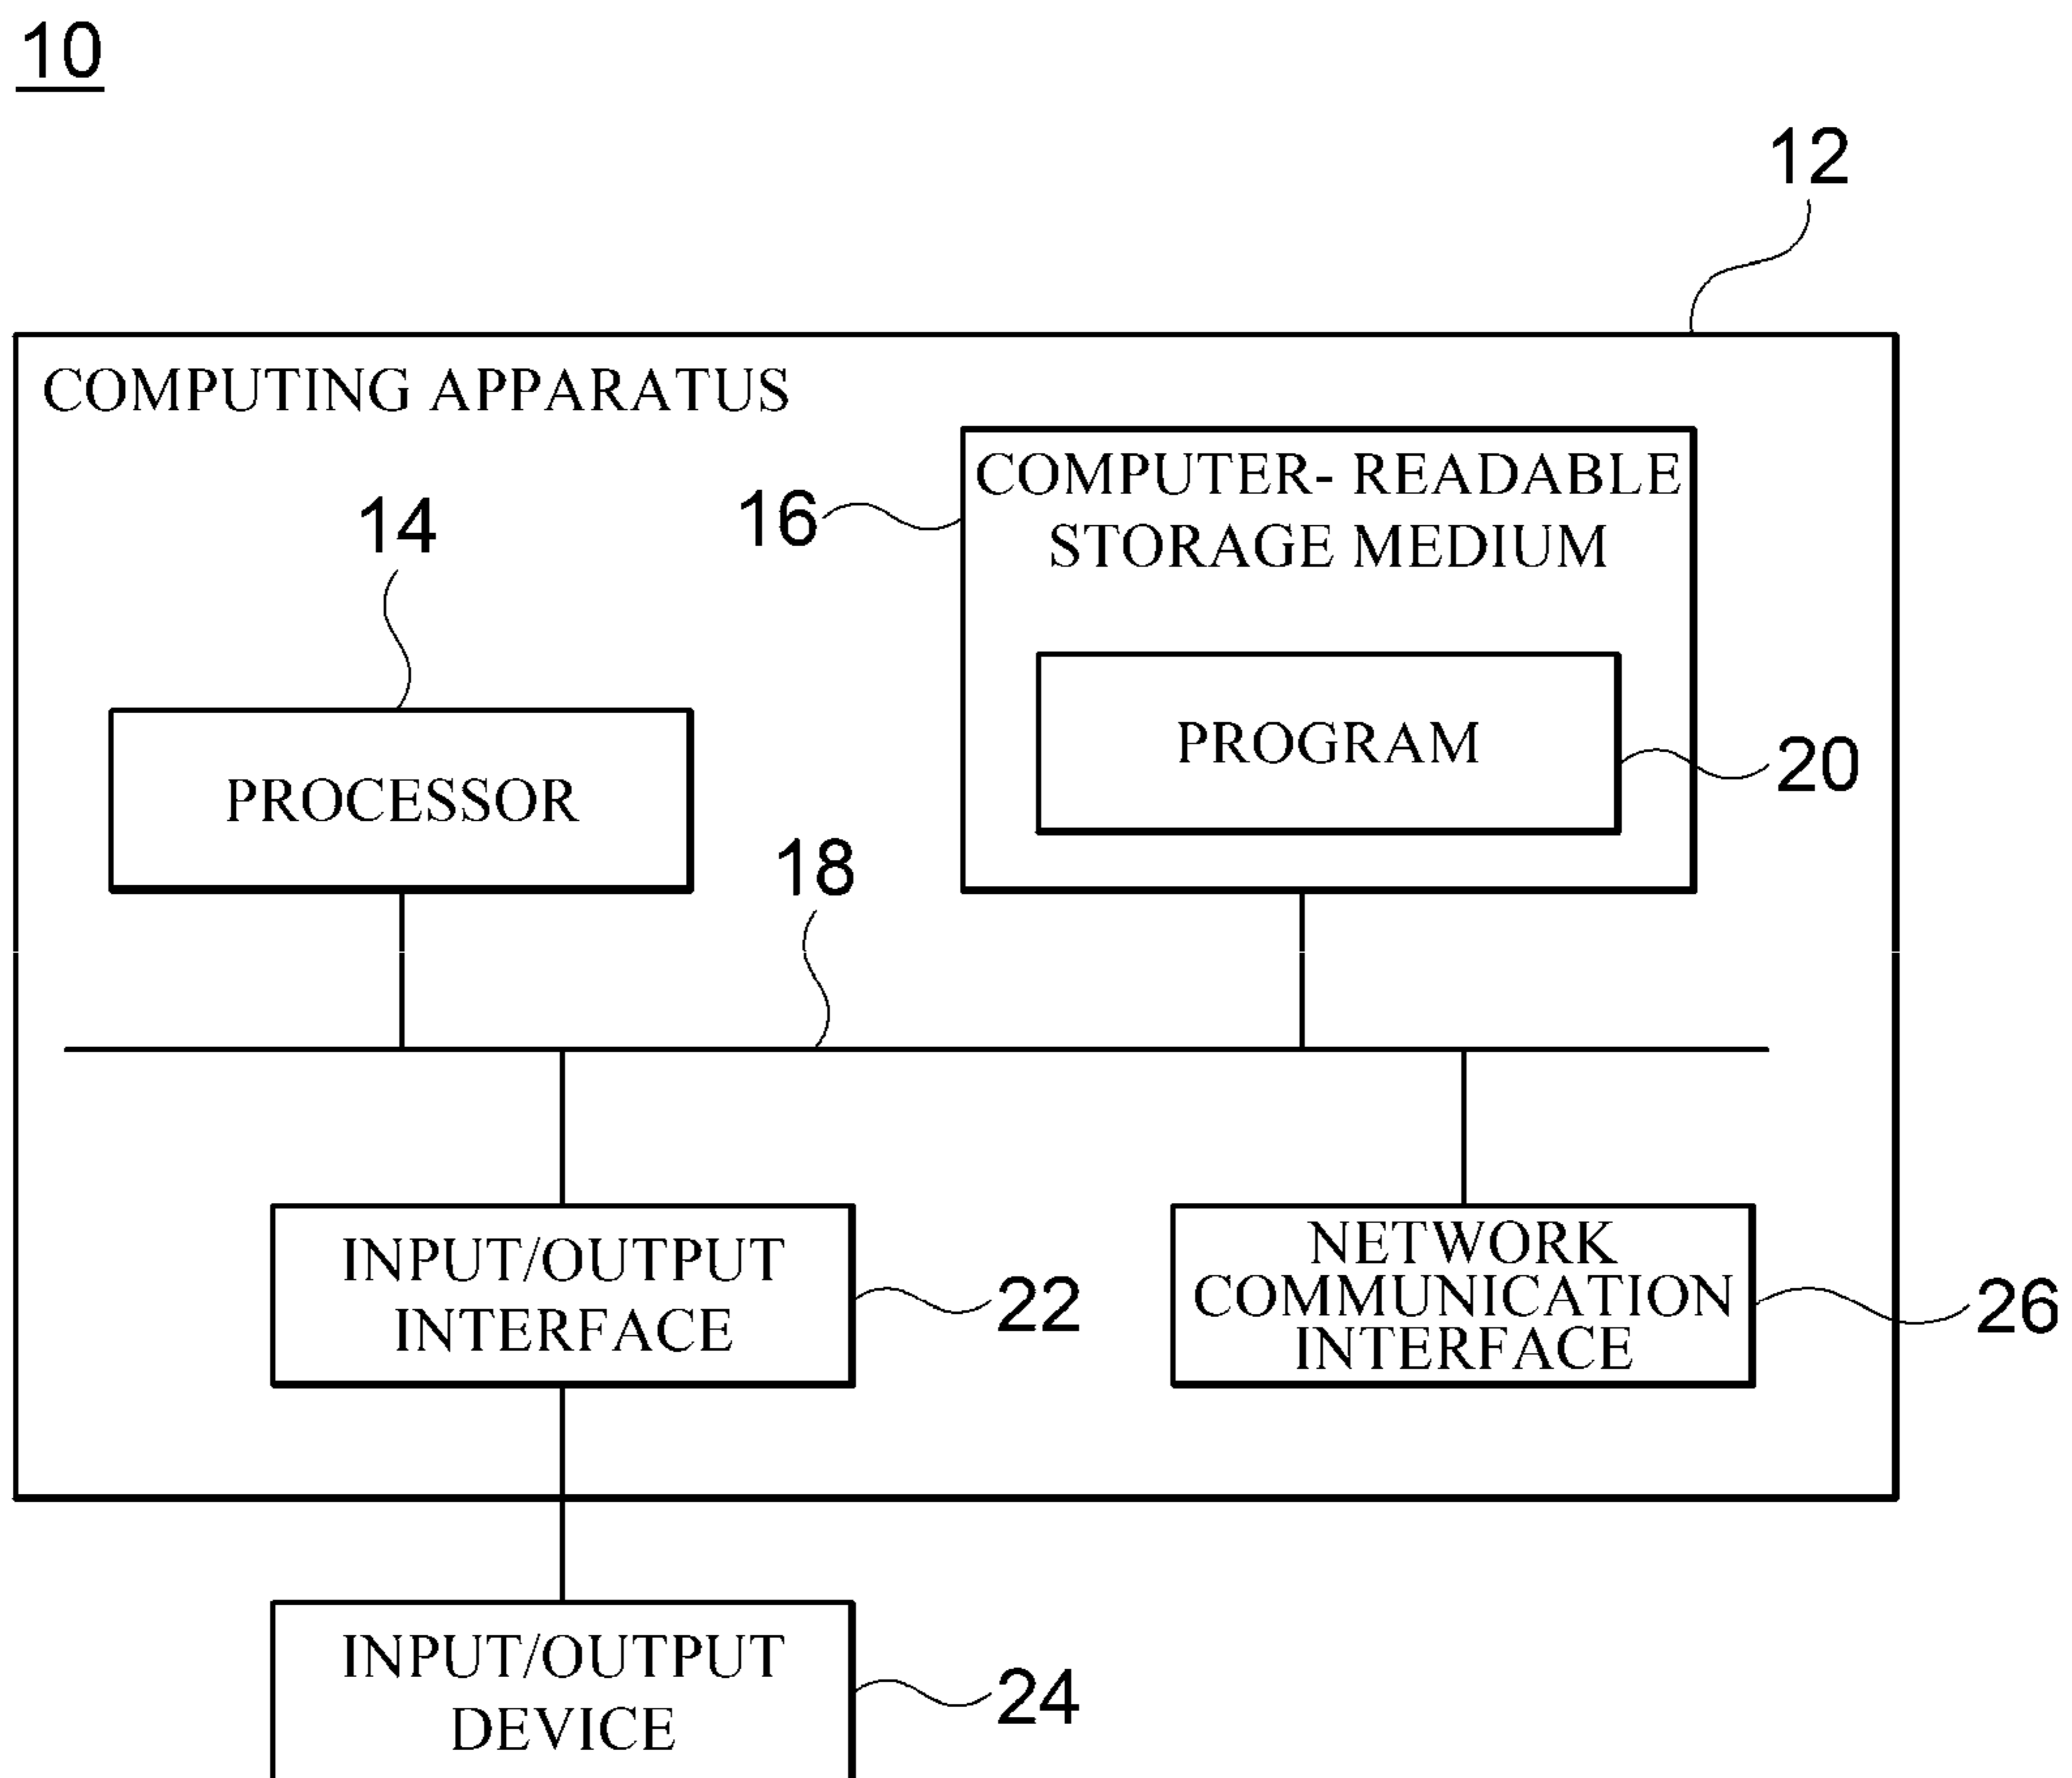 10
12
COMPUTING APPARATUS
COMPUTER- READABLE
16
STORAGE MEDIUM
14
PROGRAM
20
PROCESSOR
18
INPUT/OUTPUT
INTERFACE
22
NETWORK
COMMUNICATION
INTERFACE
26
INPUT/OUTPUT
DEVICE
24